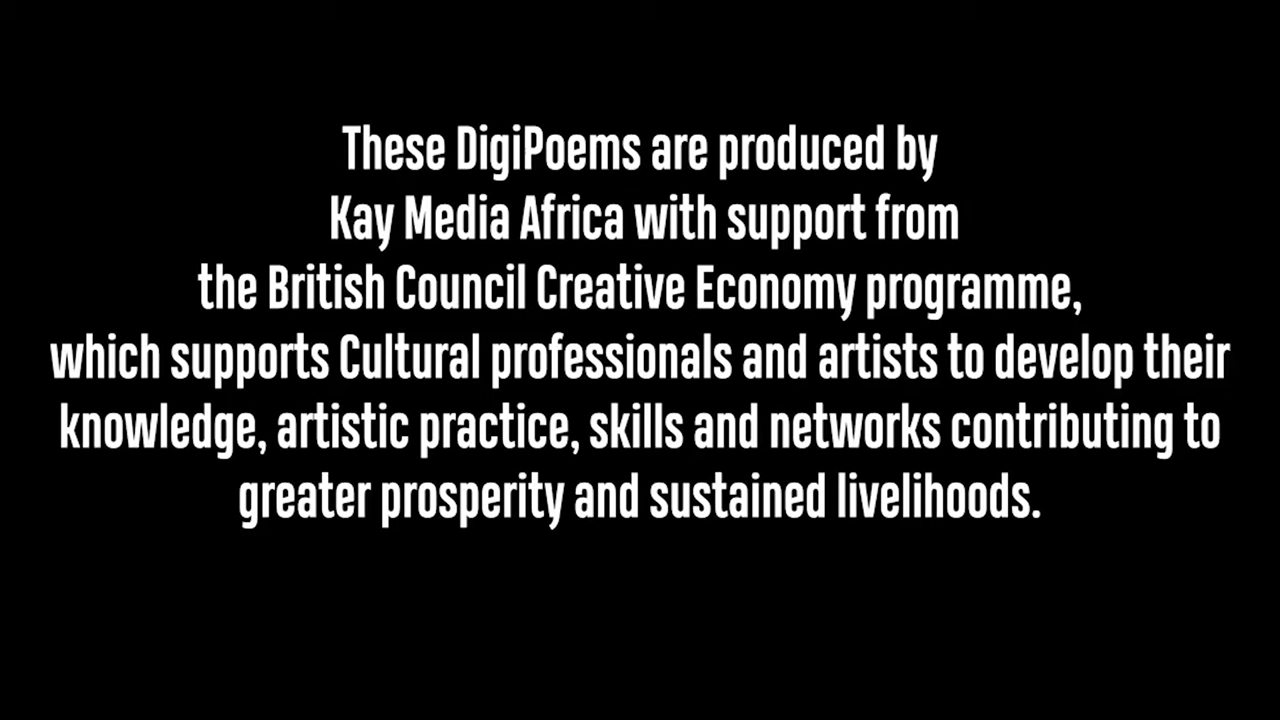 These DigiPoems are produced by
Kay Media Africa with support from
the British Council Creative Economy programme,
which supports Cultural professionals and artists to develop their
knowledge, artistic practice, skills and networks contributing to
greater prosperity and sustained livelihoods.